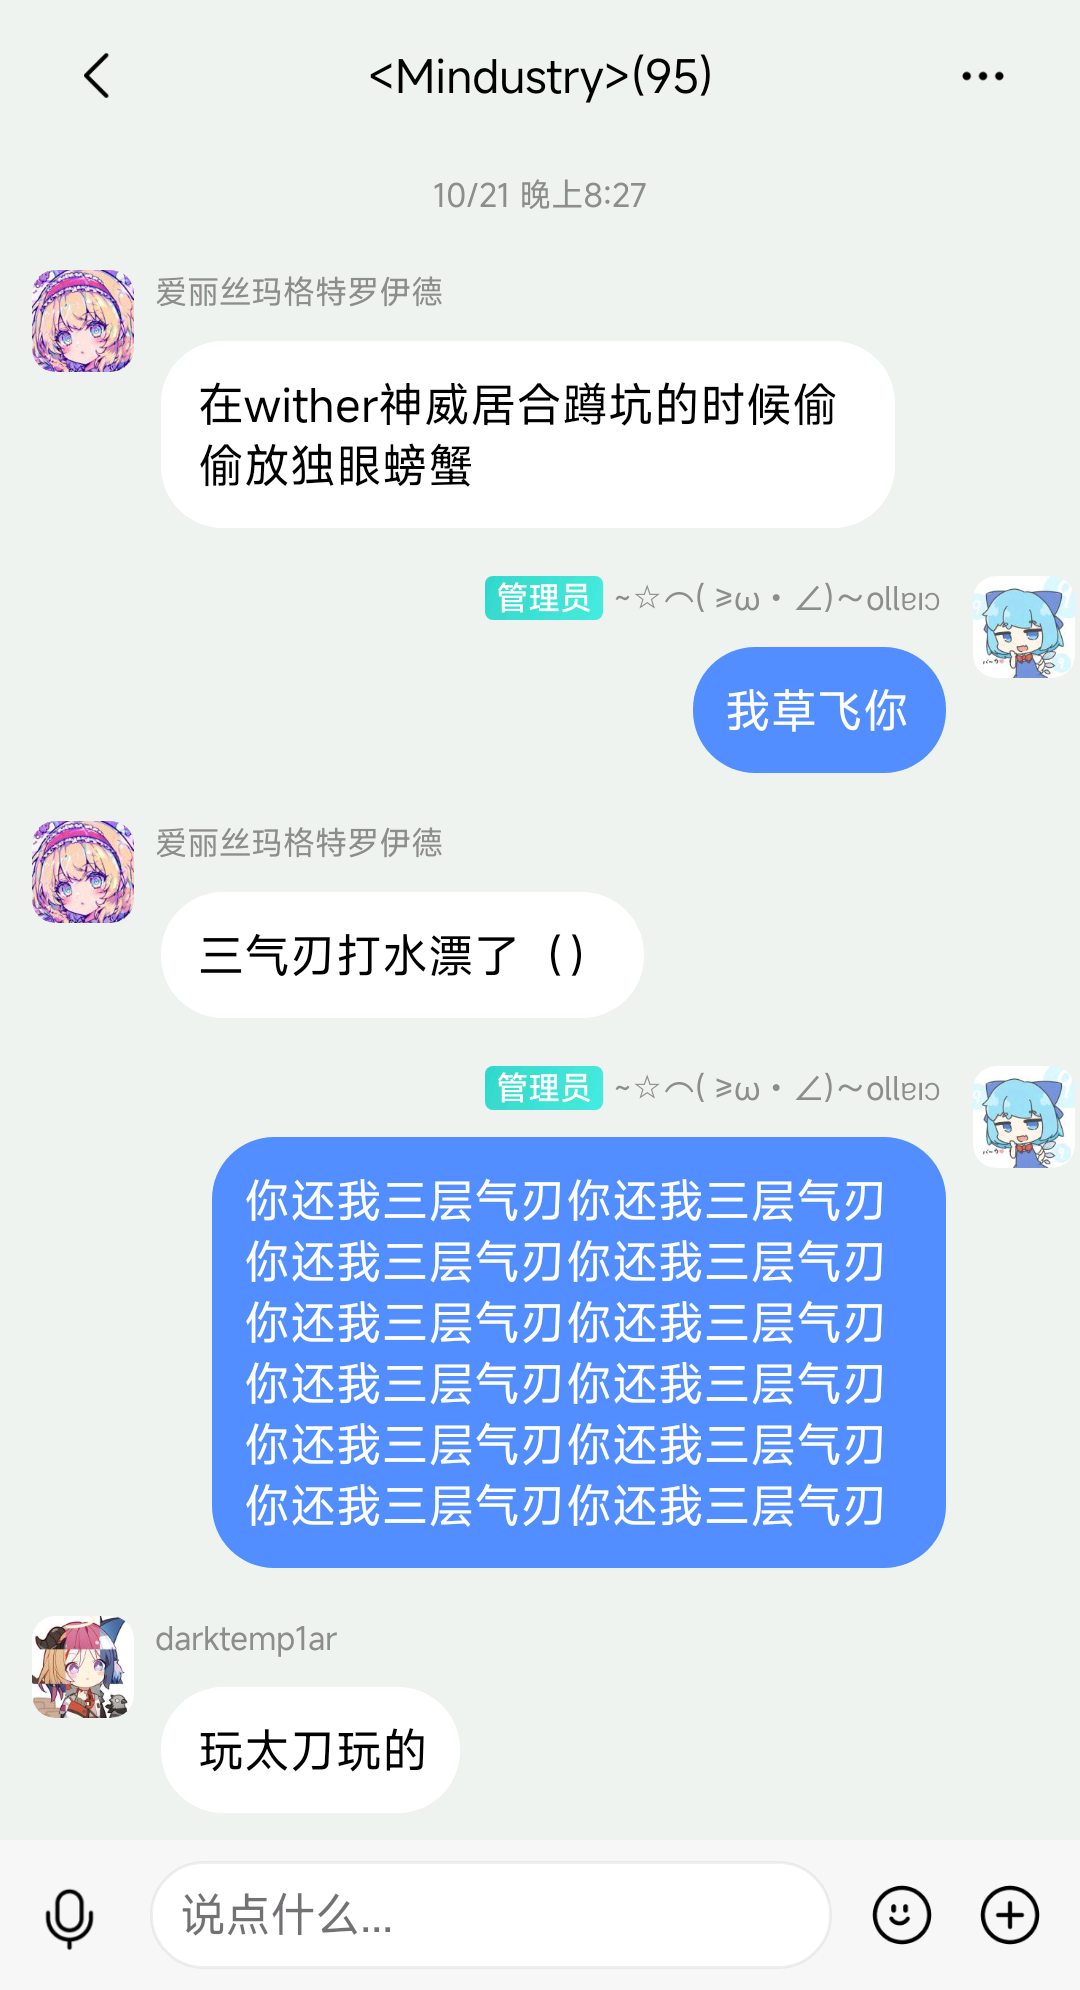 <Mindustry>(95)
10/21 晚上8:27
爱丽丝玛格特罗伊德
在wither神威居合蹲坑的时候偷
偷放独眼螃蟹
管理员 ~☆⌒( ≥ω・∠)～ollɐıɔ
我草飞你
爱丽丝玛格特罗伊德
三气刃打水漂了（）
管理员 ~☆⌒( ≥ω・∠)～ollɐıɔ
你还我三层气刃你还我三层气刃
你还我三层气刃你还我三层气刃
你还我三层气刃你还我三层气刃
你还我三层气刃你还我三层气刃
你还我三层气刃你还我三层气刃
你还我三层气刃你还我三层气刃
darktemp1ar
玩太刀玩的
说点什么...